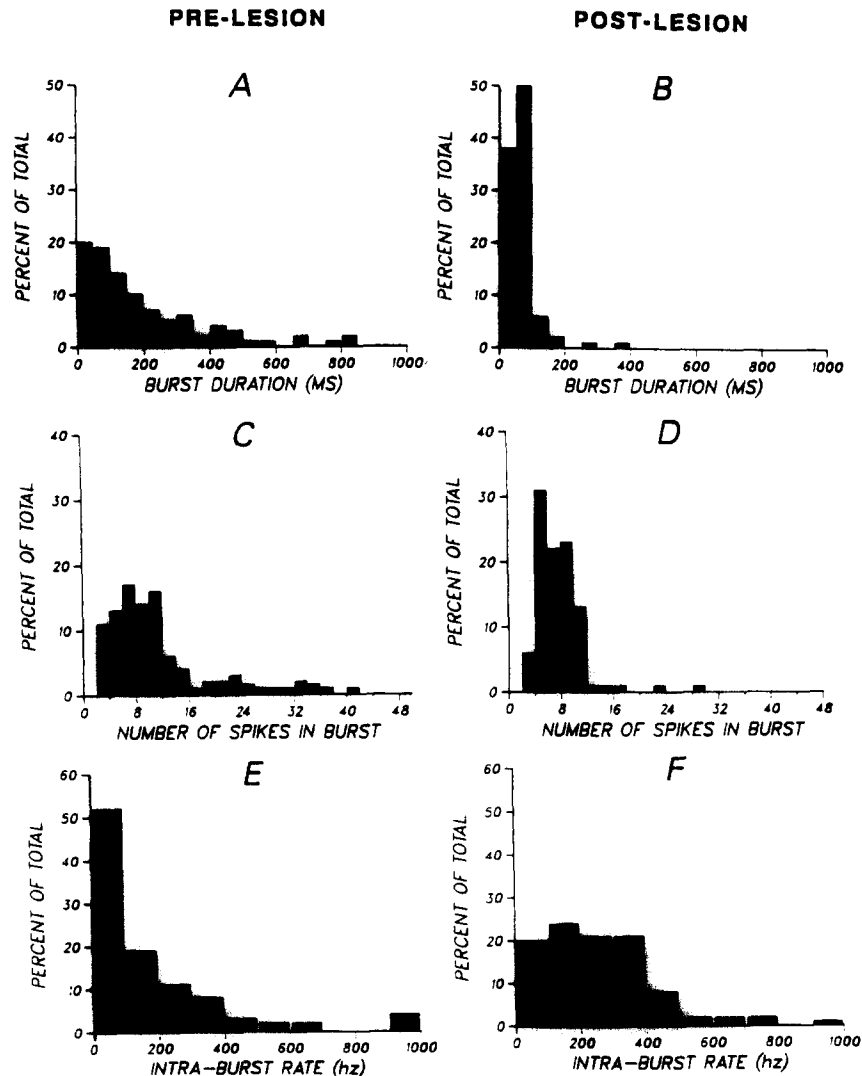 PRE-LESION
POST-LESION
A
PERCENT OF TOTAL
50
40
30
20
10
0
0 200 400 600 800 1000
BURST DURATION (MS)
B
PERCENT OF TOTAL
50
40
30
20
10
0
0 200 400 600 800 1000
BURST DURATION (MS)
C
PERCENT OF TOTAL
40
30
20
10
0
0 8 16 24 32 40 48
NUMBER OF SPIKES IN BURST
D
PERCENT OF TOTAL
40
30
20
10
0
0 8 16 24 32 40 48
NUMBER OF SPIKES IN BURST
E
PERCENT OF TOTAL
60
50
40
30
20
10
0
0 200 400 600 800 1000
INTRA-BURST RATE (hz)
F
PERCENT OF TOTAL
60
50
40
30
20
10
0
0 200 400 600 800 1000
INTRA-BURST RATE (hz)